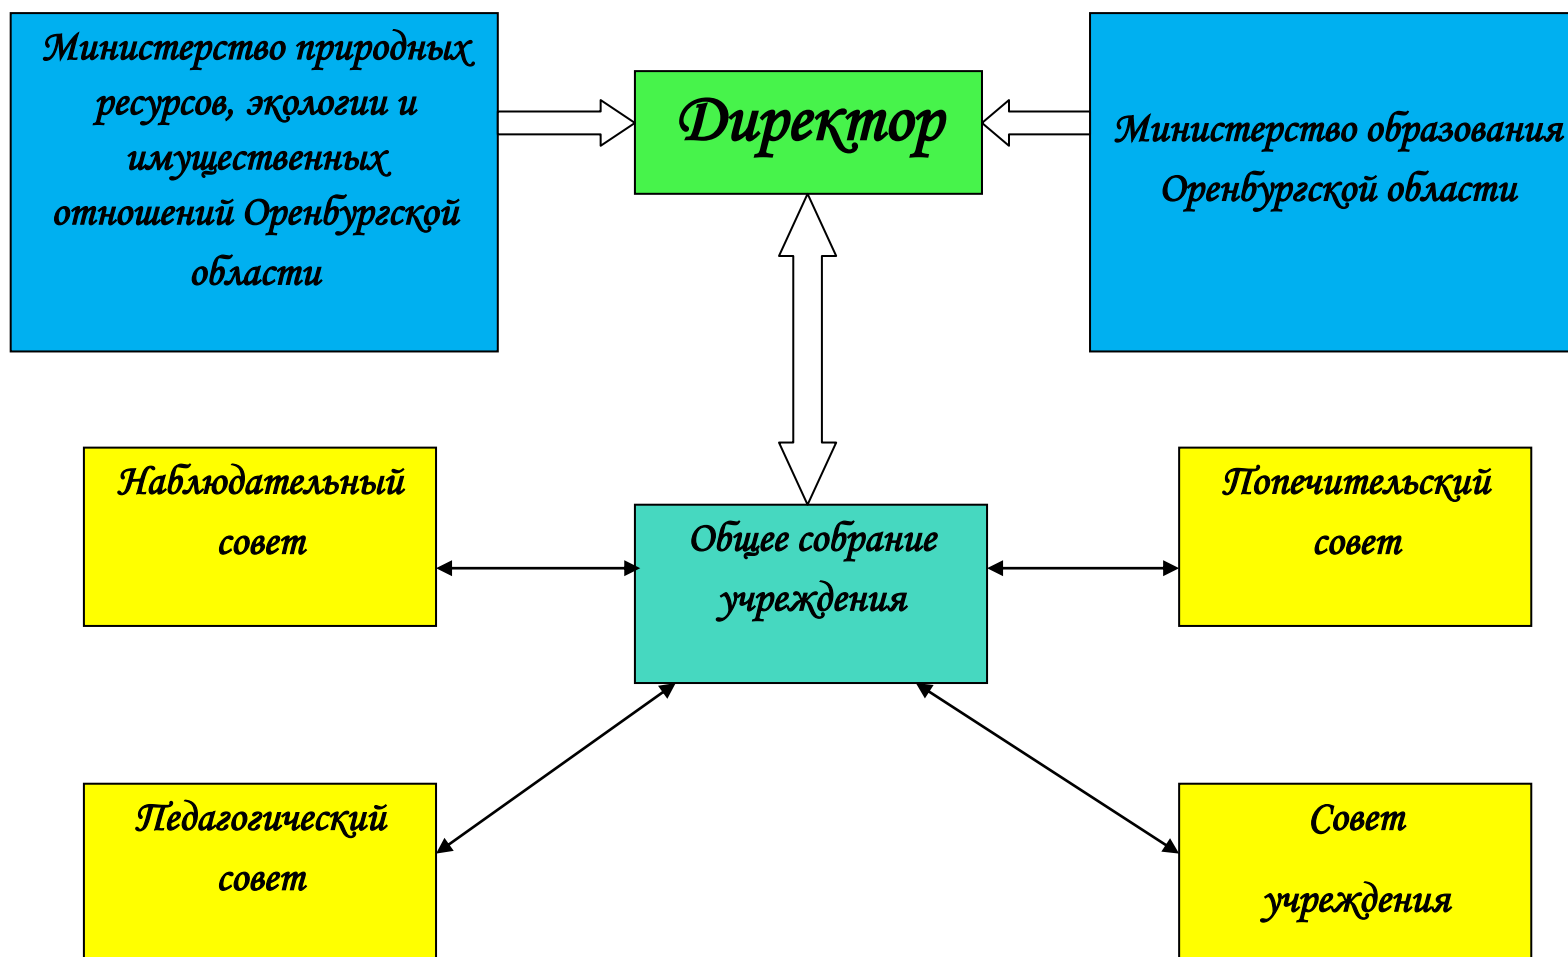 Министерство природных
ресурсов, экологии и
имущественных
отношений Оренбургской
области
Директор
Министерство образования
Оренбургской области
Наблюдательный
совет
Общее собрание
учреждения
Попечительский
совет
Педагогический
совет
Совет
учреждения